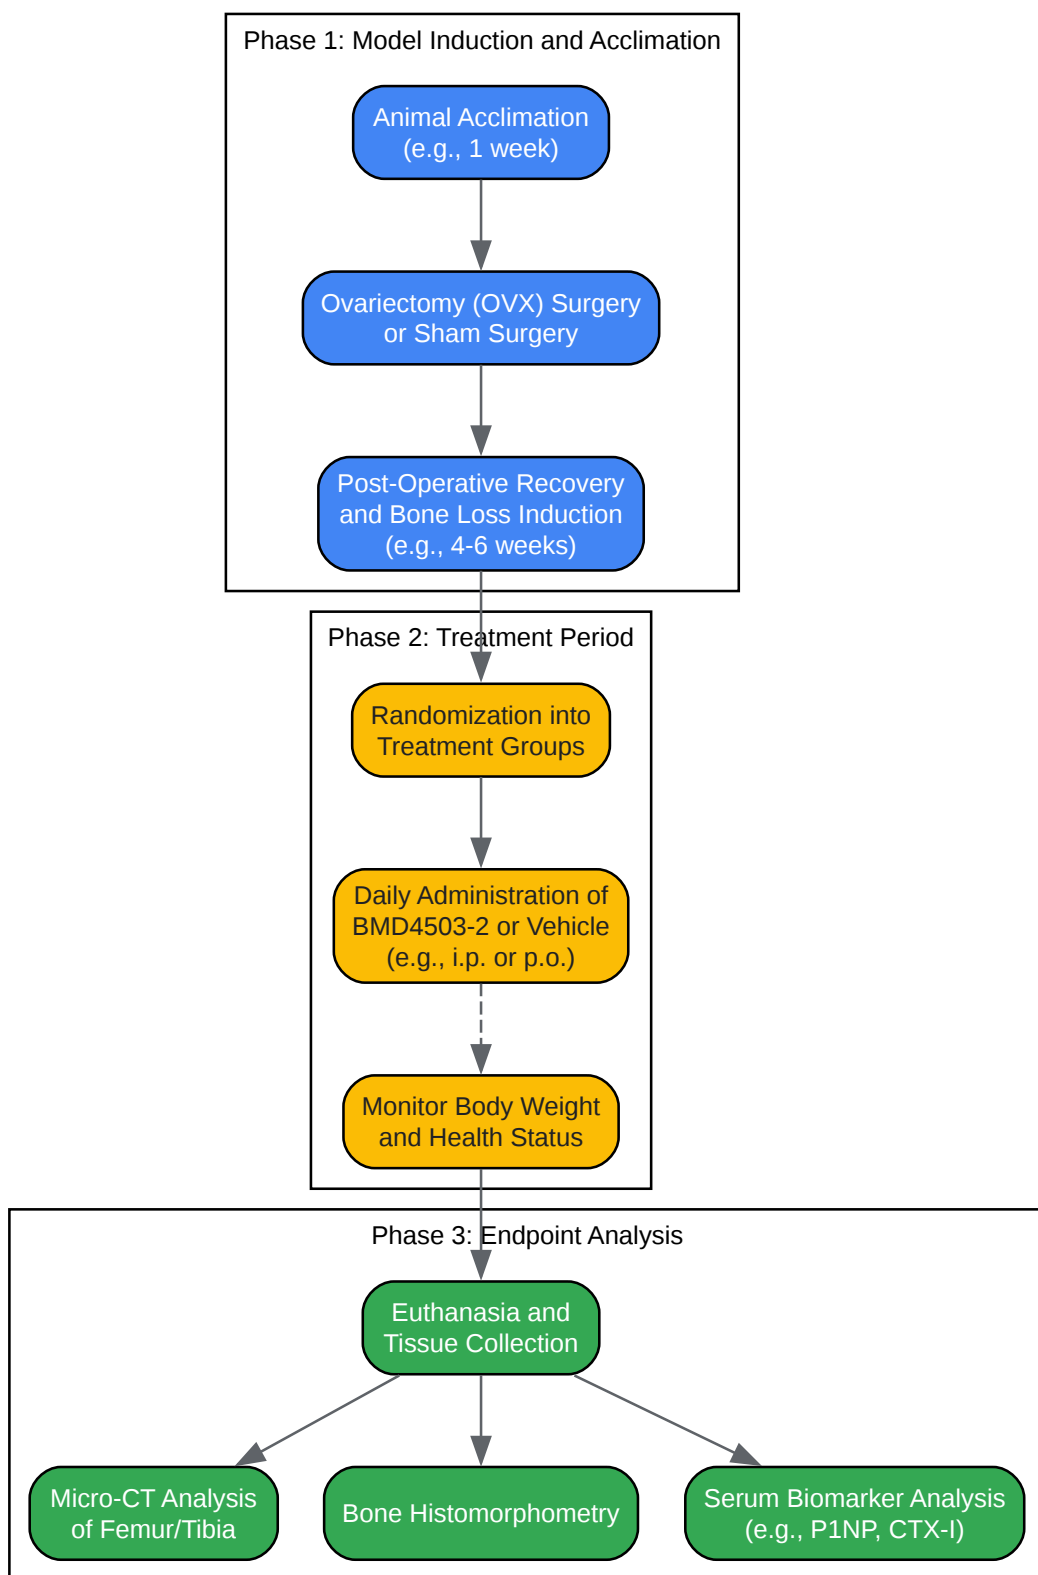 Phase 1: Model Induction and Acclimation
Animal Acclimation
(e.g., 1 week)
Ovariectomy (OVX) Surgery
or Sham Surgery
Post-Operative Recovery
and Bone Loss Induction
(e.g., 4-6 weeks)
Phase 2: Treatment Period
Randomization into
Treatment Groups
Daily Administration of
BMD4503-2 or Vehicle
(e.g., i.p. or p.o.)
Monitor Body Weight
and Health Status
Phase 3: Endpoint Analysis
Euthanasia and
Tissue Collection
Micro-CT Analysis
of Femur/Tibia
Bone Histomorphometry
Serum Biomarker Analysis
(e.g., P1NP, CTX-I)